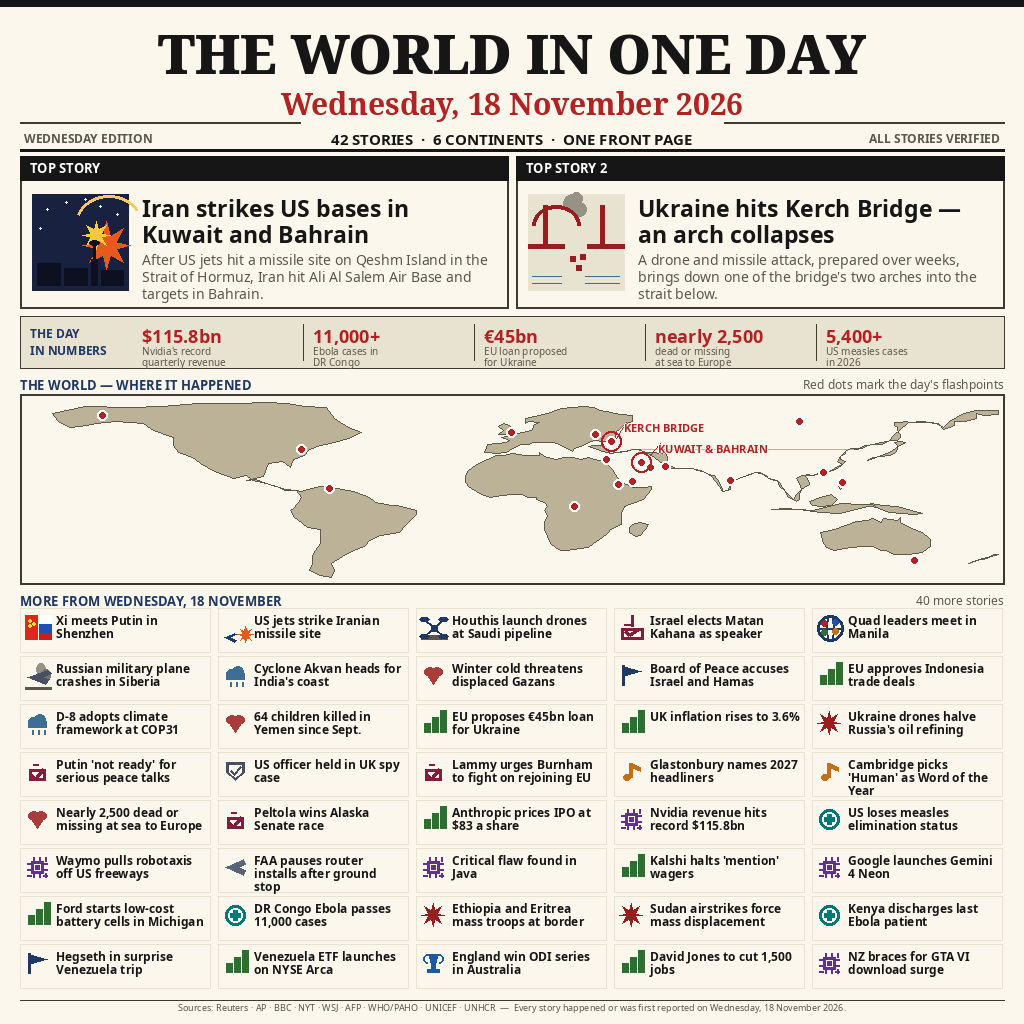 THE WORLD IN ONE DAY
Wednesday, 18 November 2026
WEDNESDAY EDITION
42 STORIES · 6 CONTINENTS · ONE FRONT PAGE
ALL STORIES VERIFIED
TOP STORY
Iran strikes US bases in
Kuwait and Bahrain
After US jets hit a missile site on Qeshm Island in the
Strait of Hormuz, Iran hit Ali Al Salem Air Base and
targets in Bahrain.
TOP STORY 2
Ukraine hits Kerch Bridge —
an arch collapses
A drone and missile attack, prepared over weeks,
brings down one of the bridge's two arches into the
strait below.
THE DAY
IN NUMBERS
$115.8bn
Nvidia's record
quarterly revenue
11,000+
Ebola cases in
DR Congo
€45bn
EU loan proposed
for Ukraine
nearly 2,500
dead or missing
at sea to Europe
5,400+
US measles cases
in 2026
THE WORLD — WHERE IT HAPPENED
Red dots mark the day's flashpoints
KERCH BRIDGE
KUWAIT & BAHRAIN
MORE FROM WEDNESDAY, 18 NOVEMBER
40 more stories
Xi meets Putin in
Shenzhen
US jets strike Iranian
missile site
Houthis launch drones
at Saudi pipeline
Israel elects Matan
Kahana as speaker
Quad leaders meet in
Manila
Russian military plane
crashes in Siberia
Cyclone Akvan heads for
India's coast
Winter cold threatens
displaced Gazans
Board of Peace accuses
Israel and Hamas
EU approves Indonesia
trade deals
D-8 adopts climate
framework at COP31
64 children killed in
Yemen since Sept.
EU proposes €45bn loan
for Ukraine
UK inflation rises to 3.6%
Ukraine drones halve
Russia's oil refining
Putin 'not ready' for
serious peace talks
US officer held in UK spy
case
Lammy urges Burnham
to fight on rejoining EU
Glastonbury names 2027
headliners
Cambridge picks
'Human' as Word of the
Year
Nearly 2,500 dead or
missing at sea to Europe
Peltola wins Alaska
Senate race
Anthropic prices IPO at
$83 a share
Nvidia revenue hits
record $115.8bn
US loses measles
elimination status
Waymo pulls robotaxis
off US freeways
FAA pauses router
installs after ground
stop
Critical flaw found in
Java
Kalshi halts 'mention'
wagers
Google launches Gemini
4 Neon
Ford starts low-cost
battery cells in Michigan
DR Congo Ebola passes
11,000 cases
Ethiopia and Eritrea
mass troops at border
Sudan airstrikes force
mass displacement
Kenya discharges last
Ebola patient
Hegseth in surprise
Venezuela trip
Venezuela ETF launches
on NYSE Arca
England win ODI series
in Australia
David Jones to cut 1,500
jobs
NZ braces for GTA VI
download surge
Sources: Reuters · AP · BBC · NYT · WSJ · AFP · WHO/PAHO · UNICEF · UNHCR — Every story happened or was first reported on Wednesday, 18 November 2026.